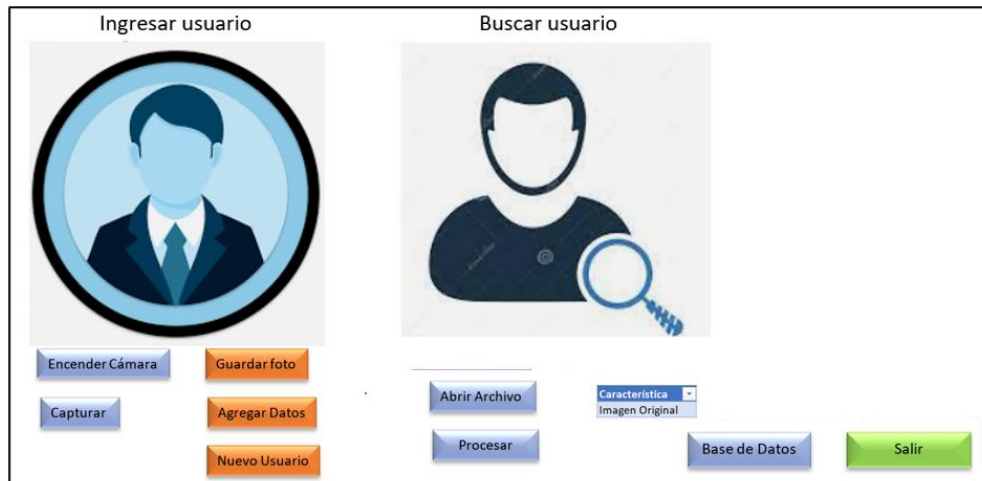 Ingresar usuario
Buscar usuario
Encender Cámara
Guardar foto
Capturar
Agregar Datos
Nuevo Usuario
Abrir Archivo
Característica
Imagen Original
Procesar
Base de Datos
Salir